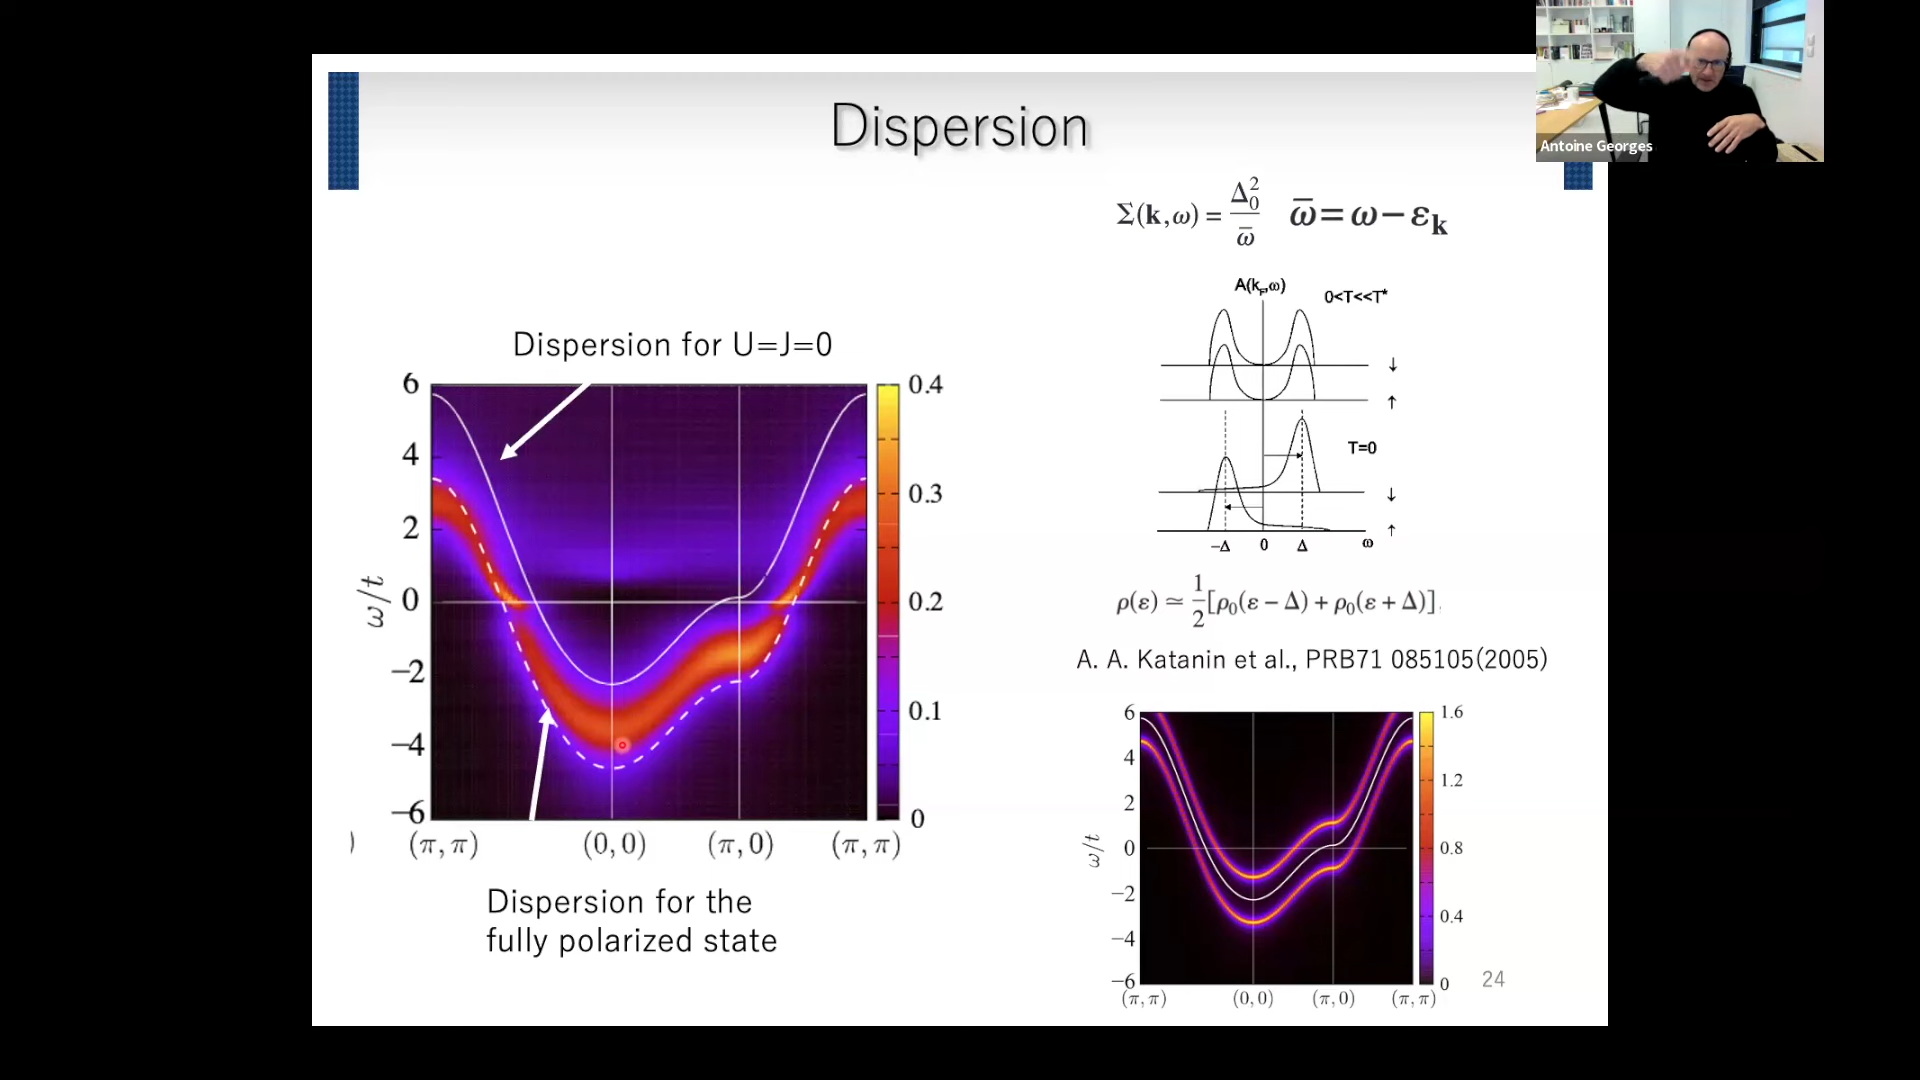 Dispersion
Antoine Georges
Σ(k,ω) = Δ₀²/ω̄   ω̄=ω−εₖ
A(k_F,ω)
0<T<<T*
↓
↑
T=0
↓
↑
−Δ 0 Δ ω
ρ(ε) ≃ 1/2[ρ₀(ε − Δ) + ρ₀(ε + Δ)].
A. A. Katanin et al., PRB71 085105(2005)
Dispersion for U=J=0
6
4
2
0
−2
−4
−6
ω/t
(π, π) (0, 0) (π, 0) (π, π)
)
0.4
0.3
0.2
0.1
0
Dispersion for the
fully polarized state
6
4
2
0
−2
−4
−6
ω/t
(π, π) (0, 0) (π, 0) (π, π)
1.6
1.2
0.8
0.4
0
24